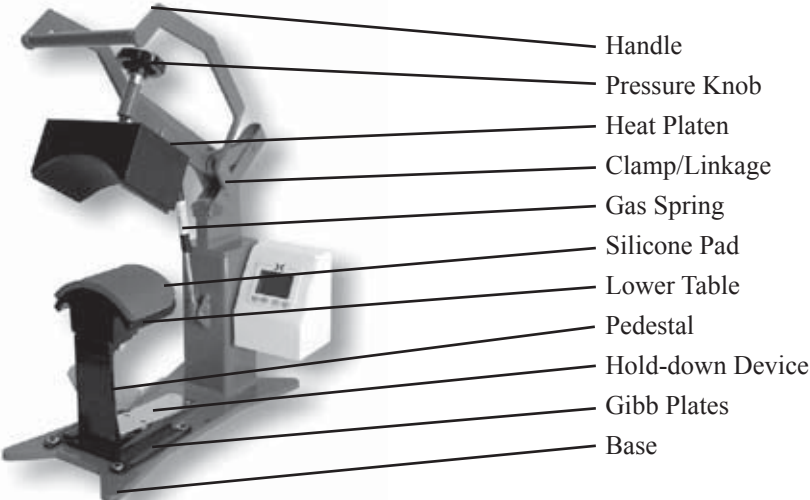 Handle
Pressure Knob
Heat Platen
Clamp/Linkage
Gas Spring
Silicone Pad
Lower Table
Pedestal
Hold-down Device
Gibb Plates
Base